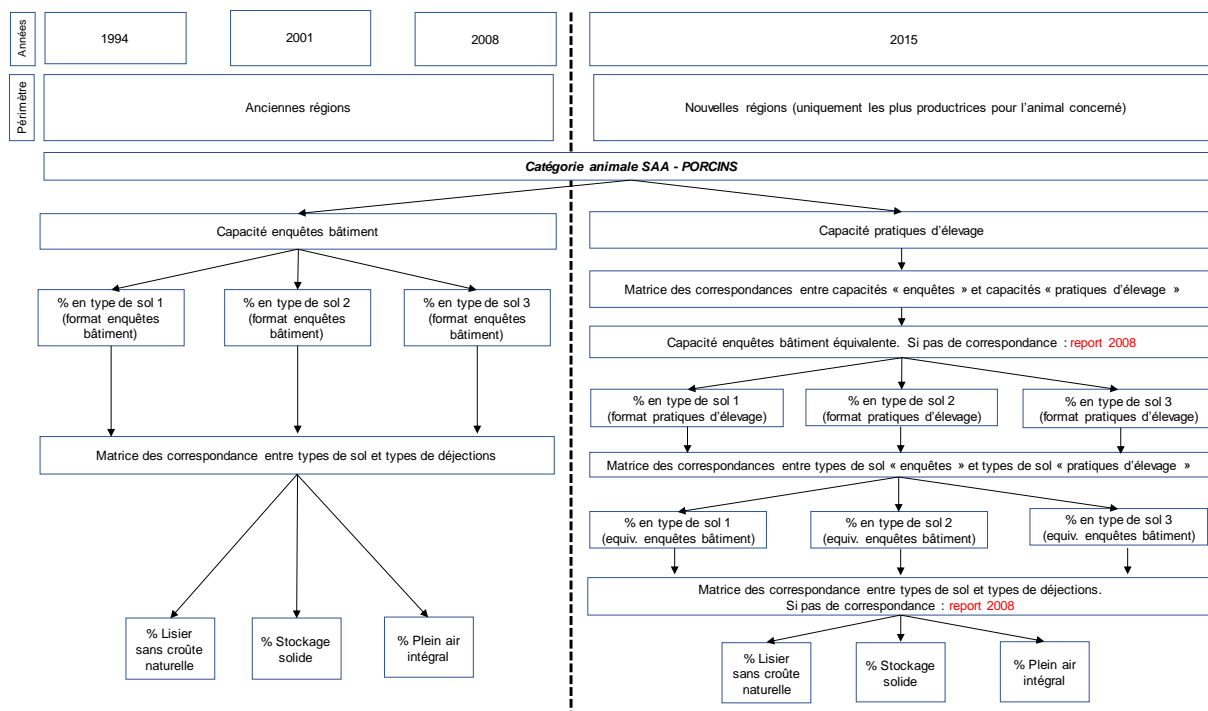 Années
1994
2001
2008
2015
Périmètre
Anciennes régions
Nouvelles régions (uniquement les plus productrices pour l'animal concerné)
Catégorie animale SAA - PORCINS
Capacité enquêtes bâtiment
% en type de sol 1
(format enquêtes
bâtiment)
% en type de sol 2
(format enquêtes
bâtiment)
% en type de sol 3
(format enquêtes
bâtiment)
Matrice des correspondance entre types de sol et types de déjections
% Lisier
sans croûte
naturelle
% Stockage
solide
% Plein air
intégral
Capacité pratiques d'élevage
Matrice des correspondances entre capacités « enquêtes » et capacités « pratiques d'élevage »
Capacité enquêtes bâtiment équivalente. Si pas de correspondance : report 2008
% en type de sol 1
(format pratiques d'élevage)
% en type de sol 2
(format pratiques d'élevage)
% en type de sol 3
(format pratiques d'élevage)
Matrice des correspondances entre types de sol « enquêtes » et types de sol « pratiques d'élevage »
% en type de sol 1
(equiv. enquêtes bâtiment)
% en type de sol 2
(equiv. enquêtes bâtiment)
% en type de sol 3
(equiv. enquêtes bâtiment)
Matrice des correspondance entre types de sol et types de déjections.
Si pas de correspondance : report 2008
% Lisier
sans croûte
naturelle
% Stockage
solide
% Plein air
intégral